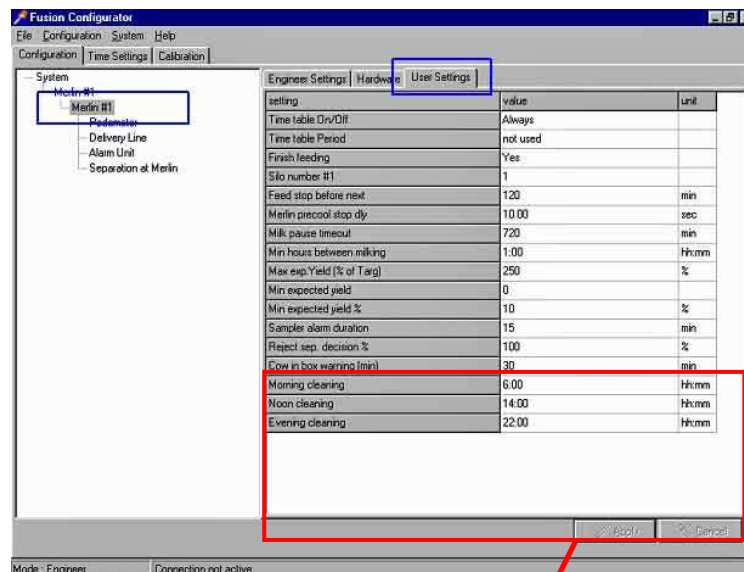 Fusion Configurator
File Configuration System Help
Configuration Time Settings Calibration
System
Merlin #1
Merlin #1
Pedometer
Delivery Line
Alarm Unit
Separation at Merlin
Engineer Settings Hardware User Settings
setting value unit
Time table On/Off Always
Time table Period not used
Finish feeding Yes
Silo number #1 1
Feed stop before next 120 min
Merlin precool stop dly 10.00 sec
Milk pause timeout 720 min
Min hours between milking 1:00 hh:mm
Max exp.Yield (% of Targ) 250 %
Min expected yield 0
Min expected yield % 10 %
Sampler alarm duration 15 min
Reject sep. decision % 100 %
Cow in box warning (min) 30 min
Morning cleaning 6:00 hh:mm
Noon cleaning 14:00 hh:mm
Evening cleaning 22:00 hh:mm
Apply Cancel
Mode : Engineer Connection not active